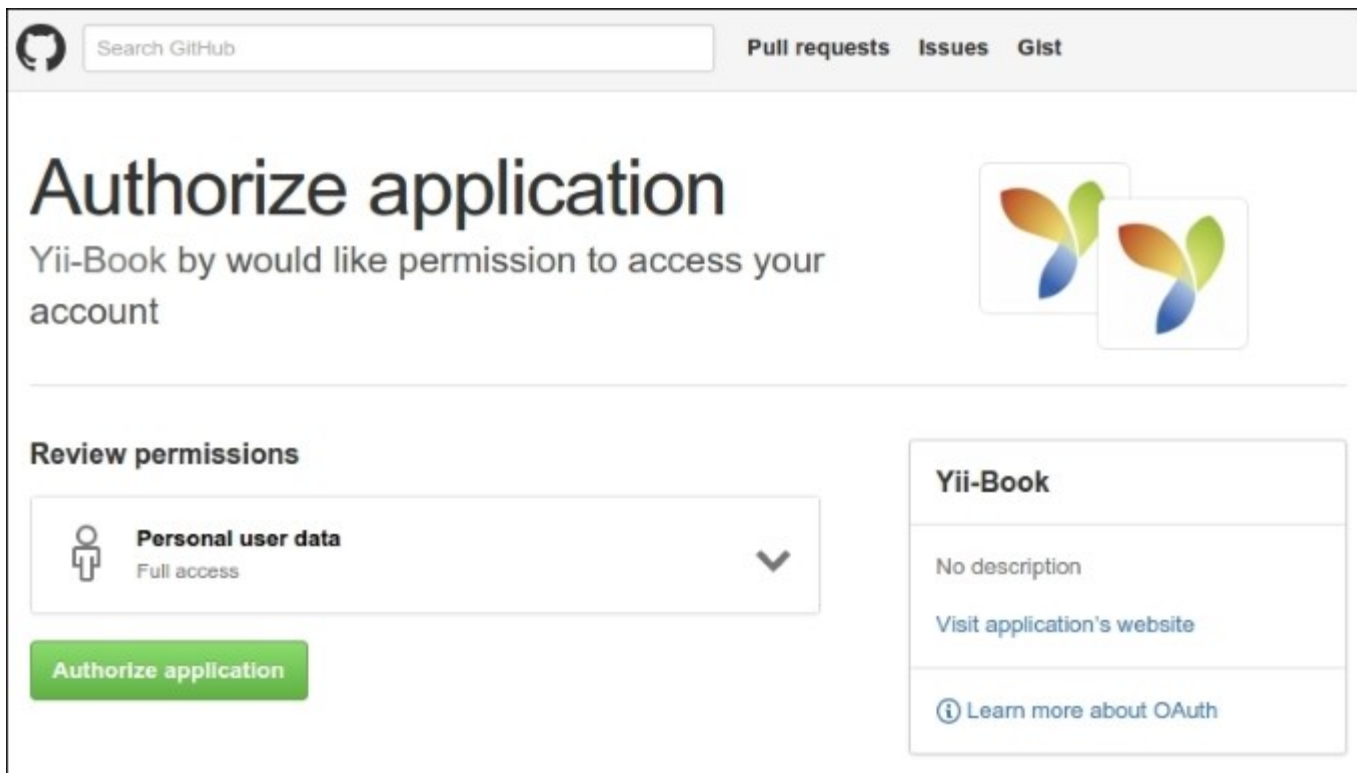 Search GitHub
Pull requests Issues Gist
Authorize application
Yii-Book by would like permission to access your
account
Review permissions
Personal user data
Full access
Authorize application
Yii-Book
No description
Visit application's website
Learn more about OAuth